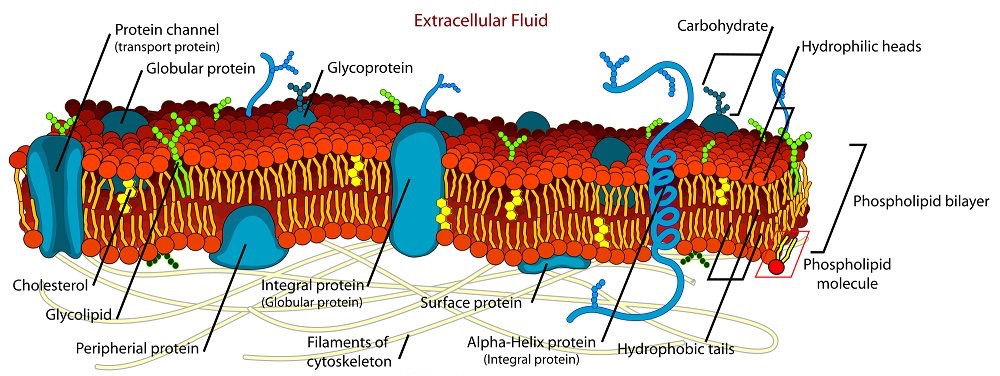 Extracellular Fluid
Protein channel
(transport protein)
Globular protein
Glycoprotein
Carbohydrate
Hydrophilic heads
Phospholipid bilayer
Phospholipid
molecule
Cholesterol
Glycolipid
Peripherial protein
Integral protein
(Globular protein)
Filaments of
cytoskeleton
Surface protein
Alpha-Helix protein
(Integral protein)
Hydrophobic tails